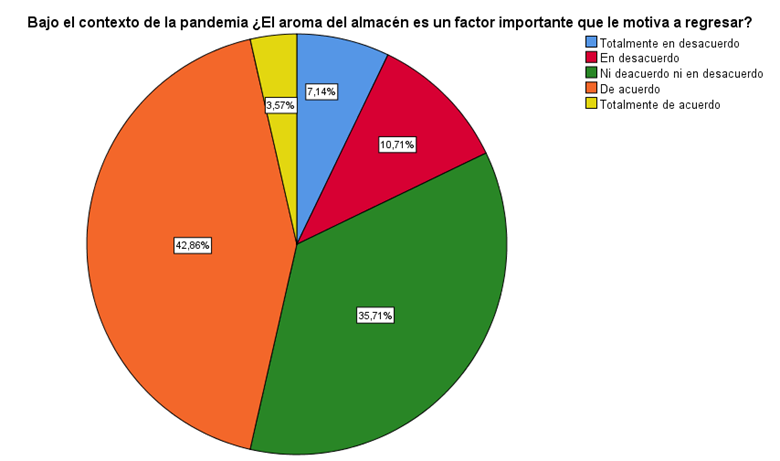 Bajo el contexto de la pandemia ¿El aroma del almacén es un factor importante que le motiva a regresar?
Totalmente en desacuerdo
En desacuerdo
Ni deacuerdo ni en desacuerdo
De acuerdo
Totalmente de acuerdo
7,14%
3,57%
10,71%
42,86%
35,71%